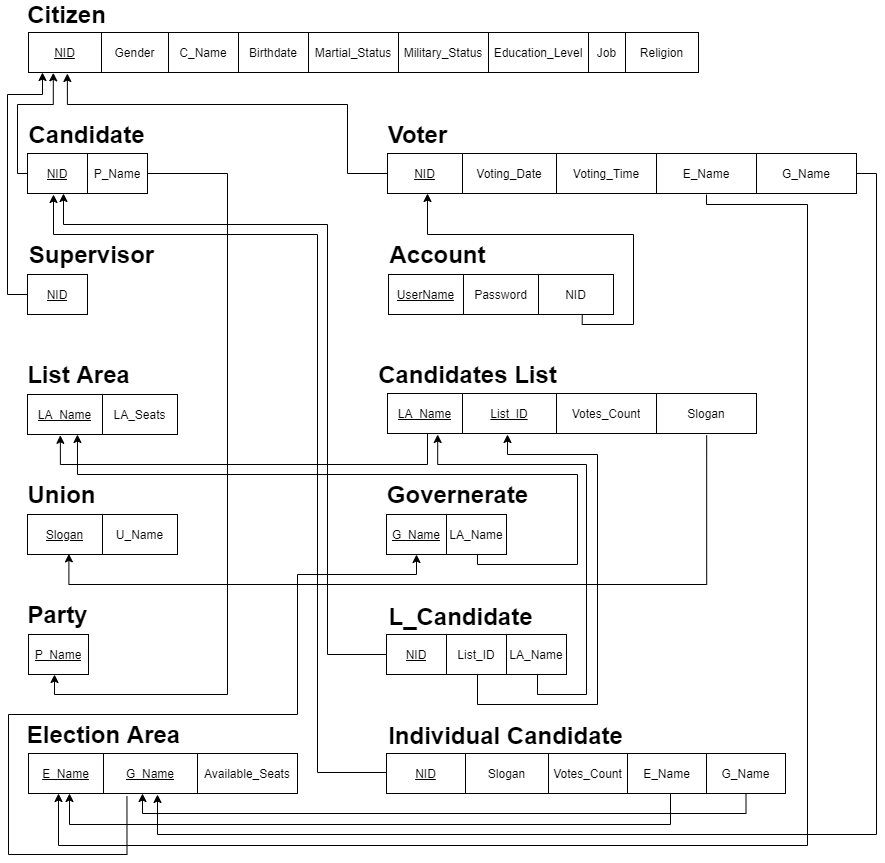 Citizen
NID Gender C_Name Birthdate Martial_Status Military_Status Education_Level Job Religion
Candidate
NID P_Name
Voter
NID Voting_Date Voting_Time E_Name G_Name
Supervisor
NID
Account
UserName Password NID
List Area
LA_Name LA_Seats
Candidates List
LA_Name List_ID Votes_Count Slogan
Union
Slogan U_Name
Governerate
G_Name LA_Name
Party
P_Name
L_Candidate
NID List_ID LA_Name
Election Area
E_Name G_Name Available_Seats
Individual Candidate
NID Slogan Votes_Count E_Name G_Name